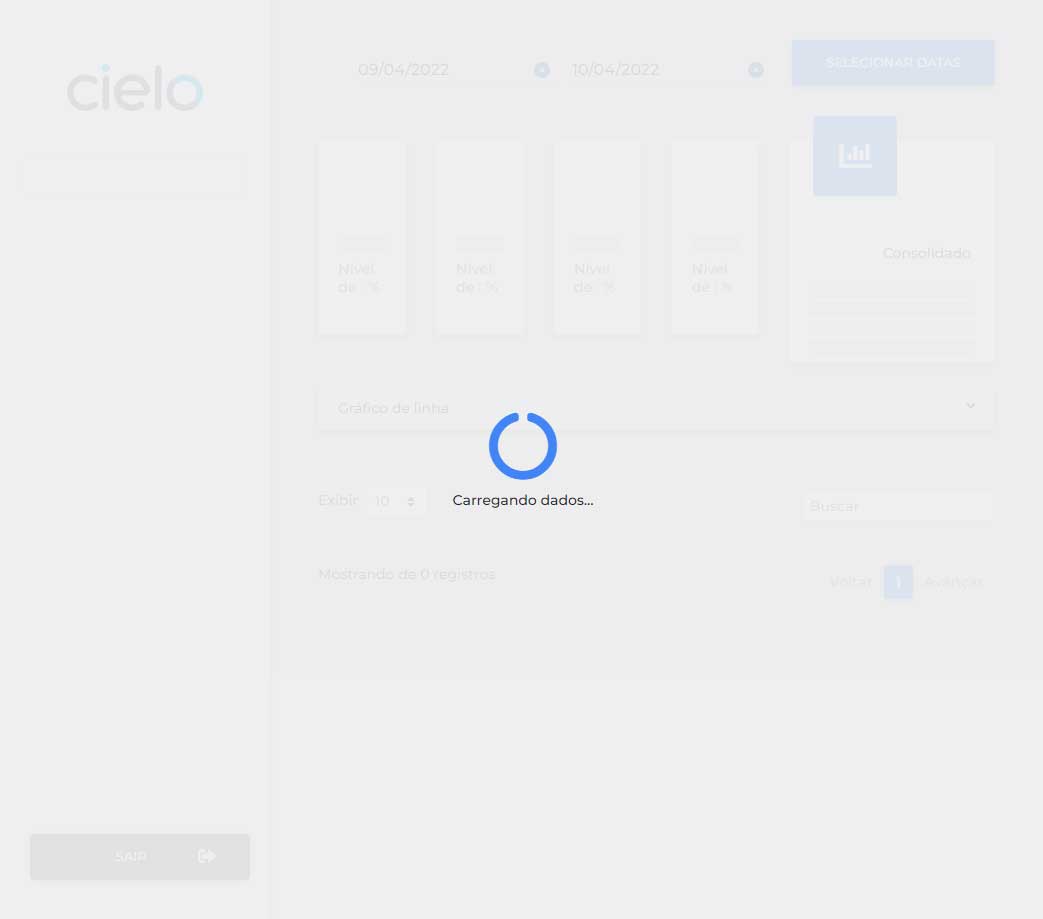 cielo
09/04/2022
10/04/2022
SELECIONAR DATAS
Nivel
de : %
Nivel
de : %
Nivel
de : %
Nivel
de : %
Consolidado
Gráfico de linha
Carregando dados...
Exibir 10
Buscar
Mostrando de 0 registros
Voltar 1 Avançar
SAIR